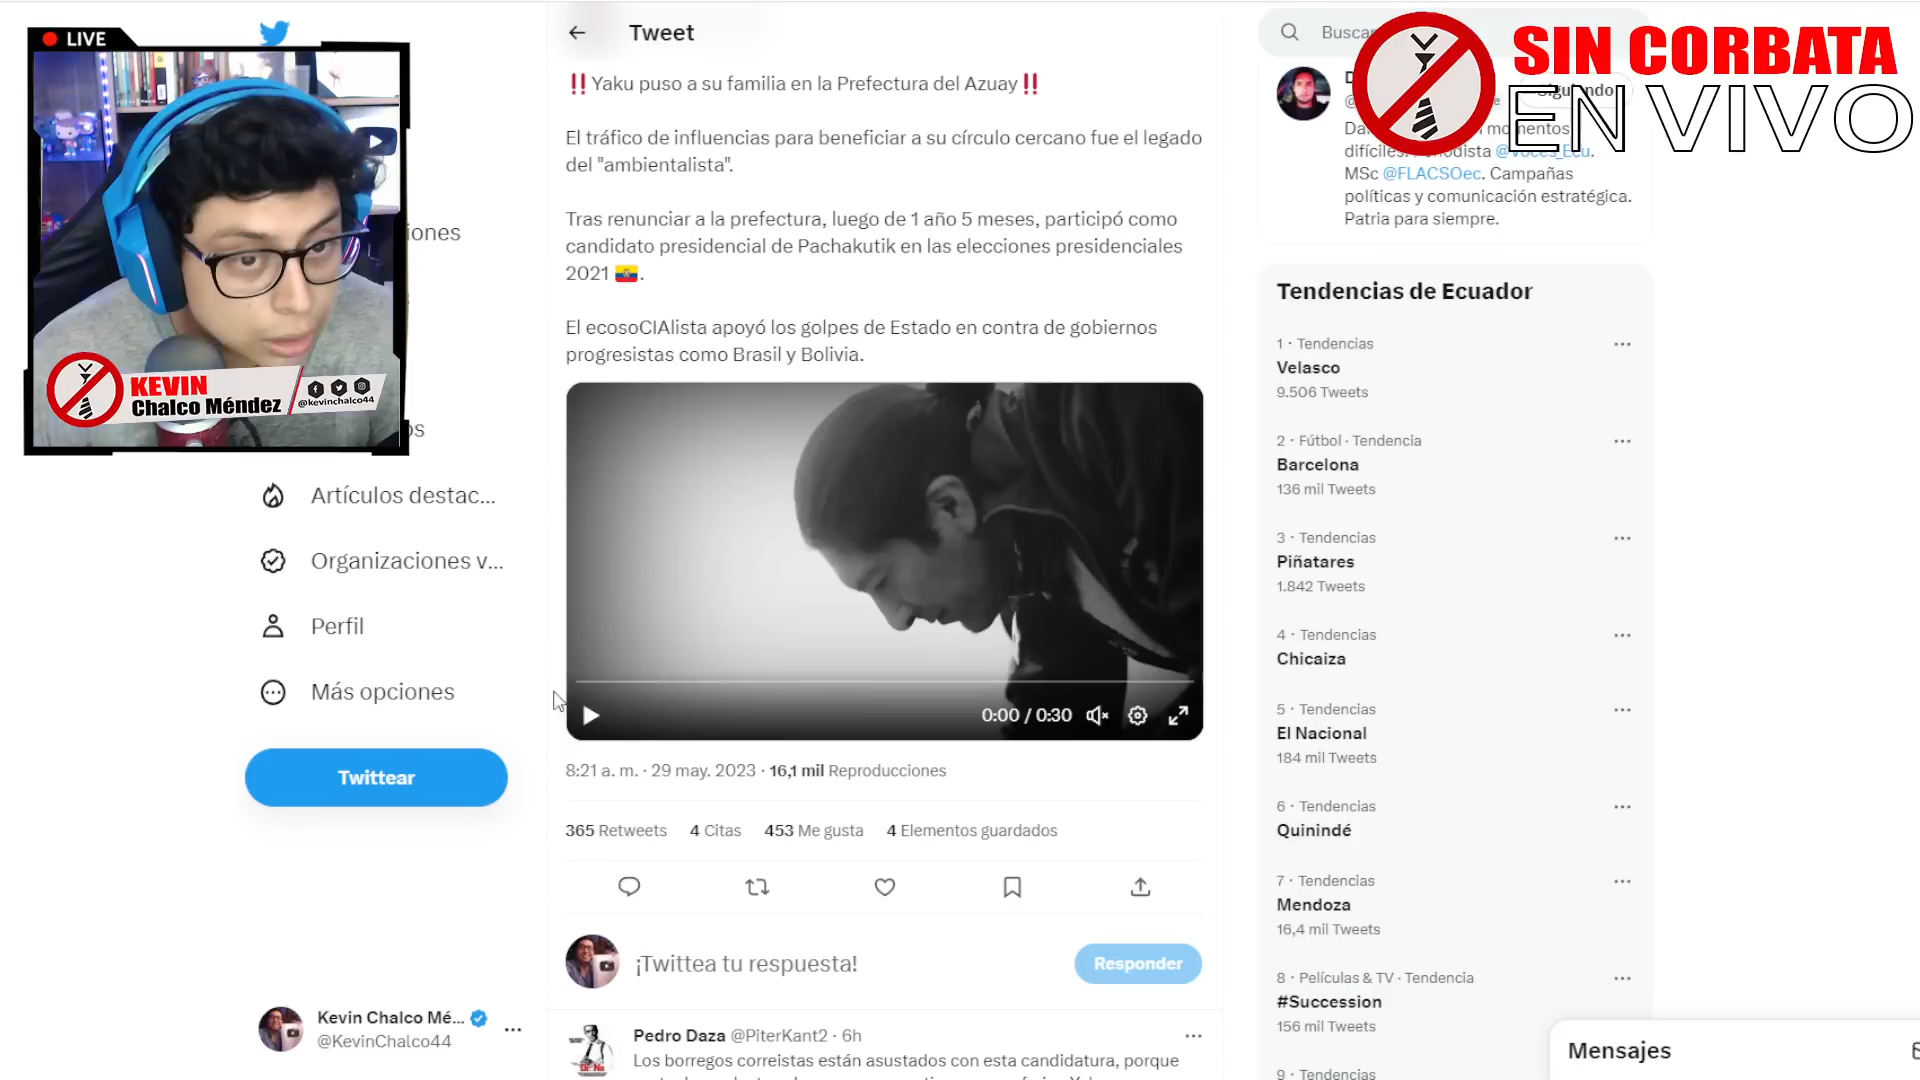 LIVE
KEVIN
Chalco Méndez
@kevinchalco44
iones
os
Artículos destac...
Organizaciones v...
Perfil
Más opciones
Twittear
Kevin Chalco Mé...
@KevinChalco44
Tweet
‼Yaku puso a su familia en la Prefectura del Azuay‼
El tráfico de influencias para beneficiar a su círculo cercano fue el legado
del "ambientalista".
Tras renunciar a la prefectura, luego de 1 año 5 meses, participó como
candidato presidencial de Pachakutik en las elecciones presidenciales
2021 🇪🇨.
El ecosoCIAlista apoyó los golpes de Estado en contra de gobiernos
progresistas como Brasil y Bolivia.
0:00 / 0:30
8:21 a. m. · 29 may. 2023 · 16,1 mil Reproducciones
365 Retweets 4 Citas 453 Me gusta 4 Elementos guardados
¡Twittea tu respuesta!
Responder
Pedro Daza @PiterKant2 · 6h
Los borregos correistas están asustados con esta candidatura, porque
SIN CORBATA
EN VIVO
Busca
Siguiendo
difíciles.
@Voces_Ecu.
MSc @FLACSOec. Campañas
políticas y comunicación estratégica.
Patria para siempre.
Tendencias de Ecuador
1 · Tendencias
Velasco
9.506 Tweets
2 · Fútbol · Tendencia
Barcelona
136 mil Tweets
3 · Tendencias
Piñatares
1.842 Tweets
4 · Tendencias
Chicaiza
5 · Tendencias
El Nacional
184 mil Tweets
6 · Tendencias
Quinindé
7 · Tendencias
Mendoza
16,4 mil Tweets
8 · Películas & TV · Tendencia
#Succession
156 mil Tweets
9 · Tendencias
Mensajes